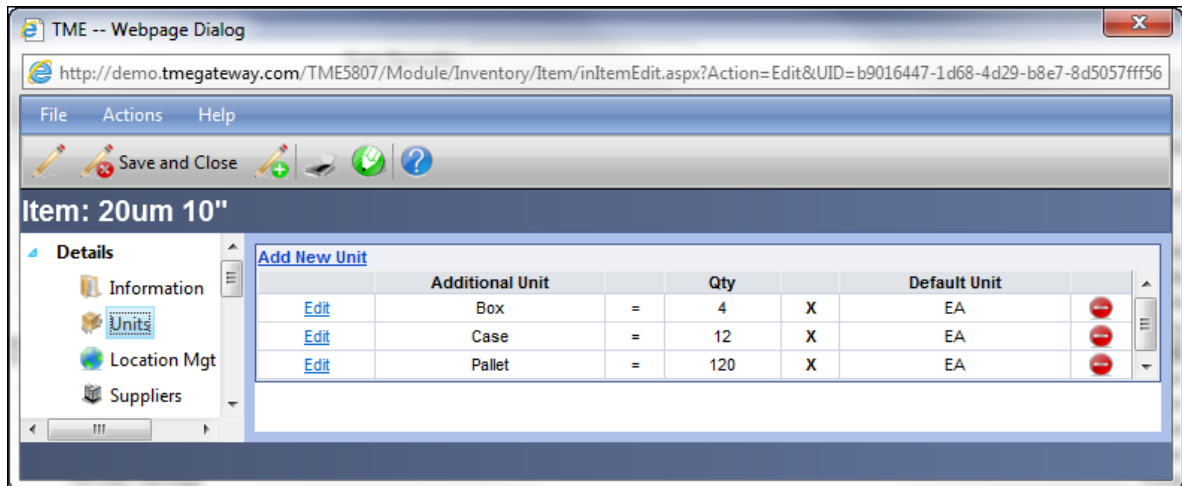 TME -- Webpage Dialog
X
http://demo.tmegateway.com/TME5807/Module/Inventory/Item/inItemEdit.aspx?Action=Edit&UID=b9016447-1d68-4d29-b8e7-8d5057fff56
File Actions Help
Save and Close
Item: 20um 10"
Details
Information
Units
Location Mgt
Suppliers
Add New Unit
Additional Unit Qty Default Unit
Edit Box = 4 X EA
Edit Case = 12 X EA
Edit Pallet = 120 X EA